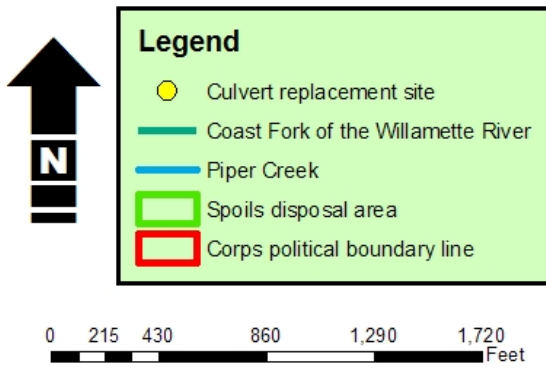 Legend
Culvert replacement site
Coast Fork of the Willamette River
Piper Creek
Spoils disposal area
Corps political boundary line
N
0 215 430 860 1,290 1,720
Feet